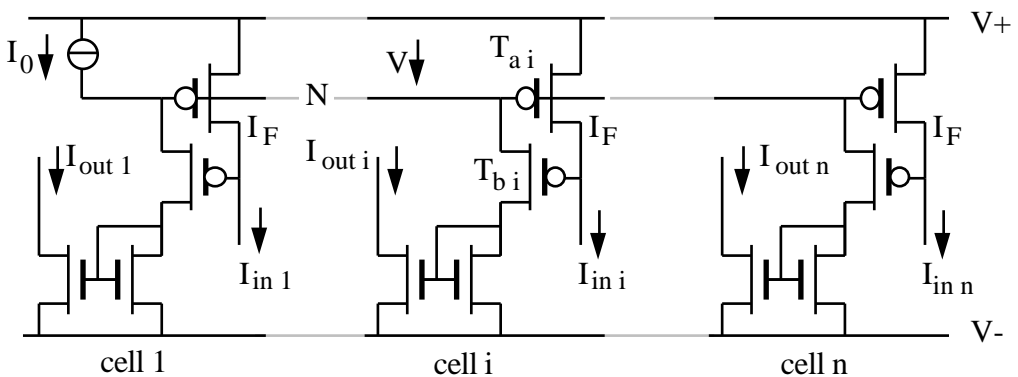 V+
I0
V
Ta i
N
IF
IF
IF
Iout 1
Iout i
Tb i
Iout n
Iin 1
Iin i
Iin n
V-
cell 1
cell i
cell n